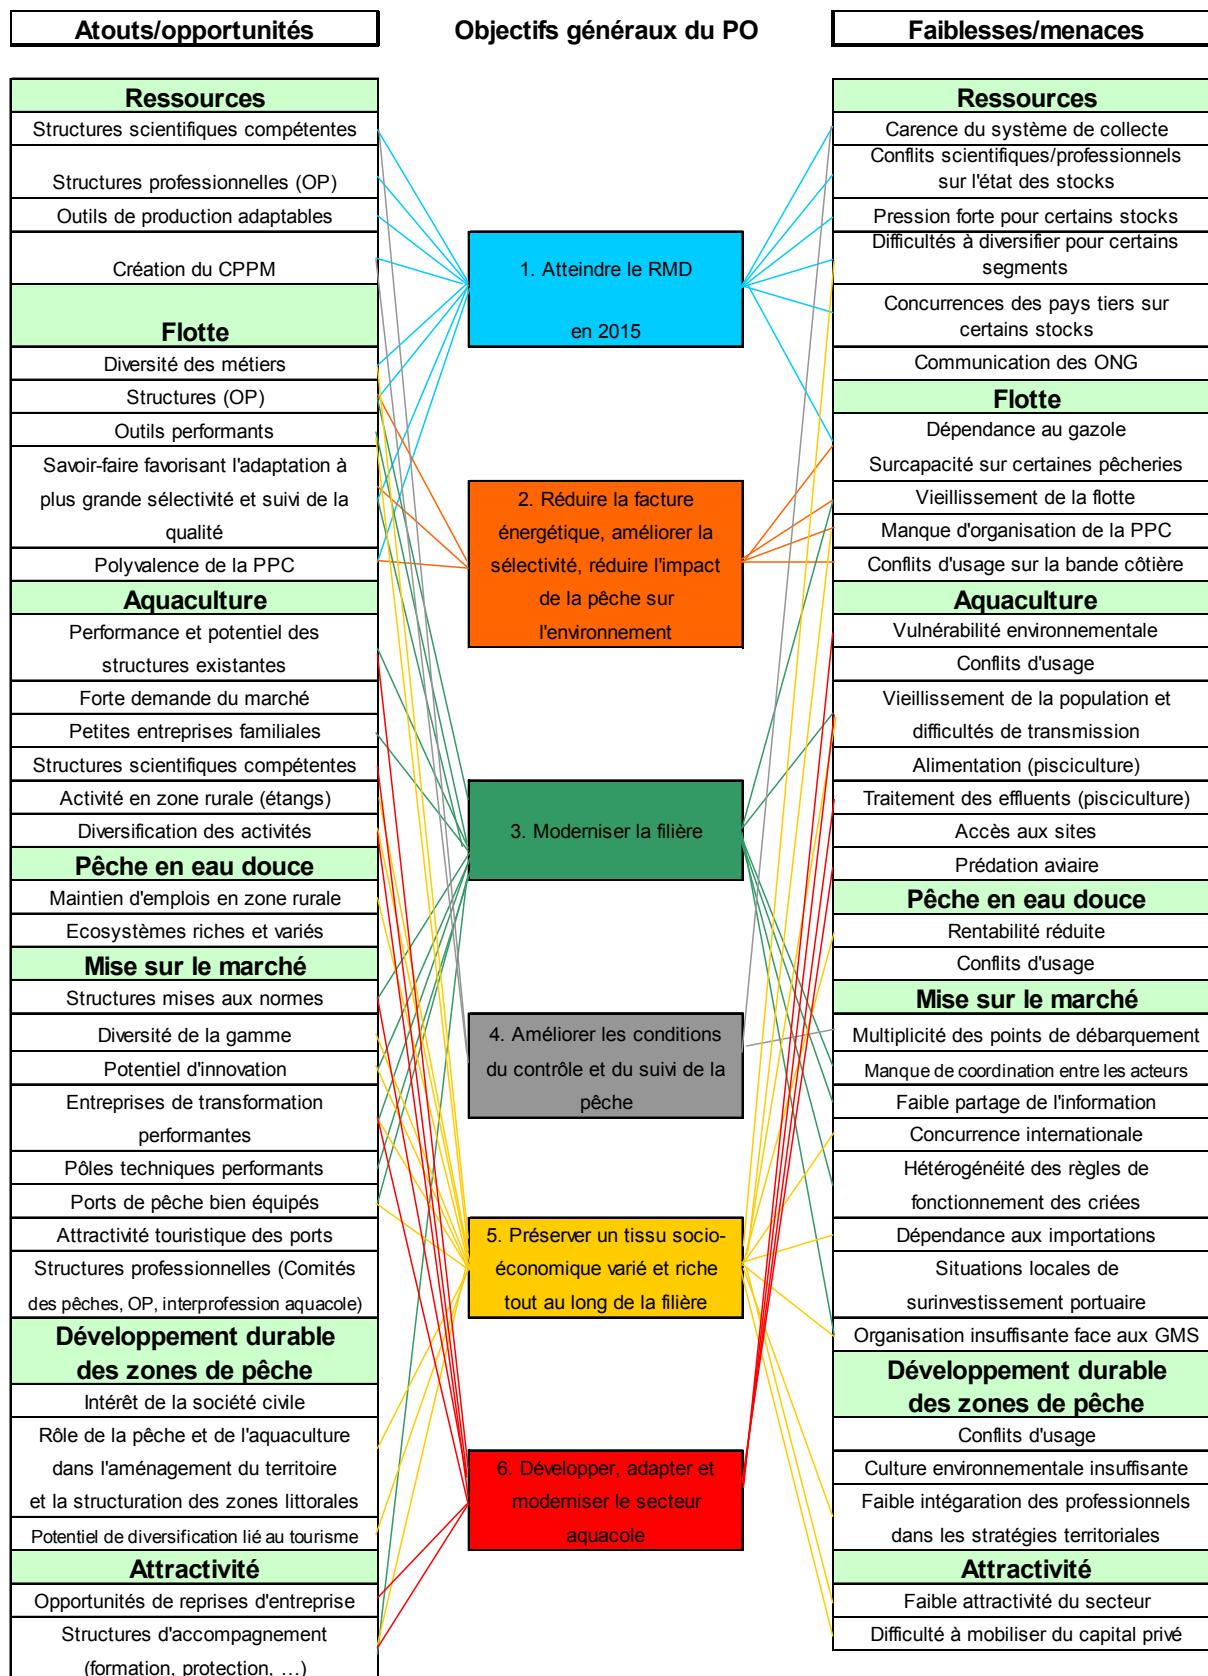 Atouts/opportunités
Ressources
Structures scientifiques compétentes
Structures professionnelles (OP)
Outils de production adaptables
Création du CPPM
Flotte
Diversité des métiers
Structures (OP)
Outils performants
Savoir-faire favorisant l'adaptation à
plus grande sélectivité et suivi de la
qualité
Polyvalence de la PPC
Aquaculture
Performance et potentiel des
structures existantes
Forte demande du marché
Petites entreprises familiales
Structures scientifiques compétentes
Activité en zone rurale (étangs)
Diversification des activités
Pêche en eau douce
Maintien d'emplois en zone rurale
Ecosystèmes riches et variés
Mise sur le marché
Structures mises aux normes
Diversité de la gamme
Potentiel d'innovation
Entreprises de transformation
performantes
Pôles techniques performants
Ports de pêche bien équipés
Attractivité touristique des ports
Structures professionnelles (Comités
des pêches, OP, interprofession aquacole)
Développement durable
des zones de pêche
Intérêt de la société civile
Rôle de la pêche et de l'aquaculture
dans l'aménagement du territoire
et la structuration des zones littorales
Potentiel de diversification lié au tourisme
Attractivité
Opportunités de reprises d'entreprise
Structures d'accompagnement
(formation, protection, …)
Objectifs généraux du PO
1. Atteindre le RMD
en 2015
2. Réduire la facture
énergétique, améliorer la
sélectivité, réduire l'impact
de la pêche sur
l'environnement
3. Moderniser la filière
4. Améliorer les conditions
du contrôle et du suivi de la
pêche
5. Préserver un tissu socio-
économique varié et riche
tout au long de la filière
6. Développer, adapter et
moderniser le secteur
aquacole
Faiblesses/menaces
Ressources
Carence du système de collecte
Conflits scientifiques/professionnels
sur l'état des stocks
Pression forte pour certains stocks
Difficultés à diversifier pour certains
segments
Concurrences des pays tiers sur
certains stocks
Communication des ONG
Flotte
Dépendance au gazole
Surcapacité sur certaines pêcheries
Vieillissement de la flotte
Manque d'organisation de la PPC
Conflits d'usage sur la bande côtière
Aquaculture
Vulnérabilité environnementale
Conflits d'usage
Vieillissement de la population et
difficultés de transmission
Alimentation (pisciculture)
Traitement des effluents (pisciculture)
Accès aux sites
Prédation aviaire
Pêche en eau douce
Rentabilité réduite
Conflits d'usage
Mise sur le marché
Multiplicité des points de débarquement
Manque de coordination entre les acteurs
Faible partage de l'information
Concurrence internationale
Hétérogénéité des règles de
fonctionnement des criées
Dépendance aux importations
Situations locales de
surinvestissement portuaire
Organisation insuffisante face aux GMS
Développement durable
des zones de pêche
Conflits d'usage
Culture environnementale insuffisante
Faible intégaration des professionnels
dans les stratégies territoriales
Attractivité
Faible attractivité du secteur
Difficulté à mobiliser du capital privé